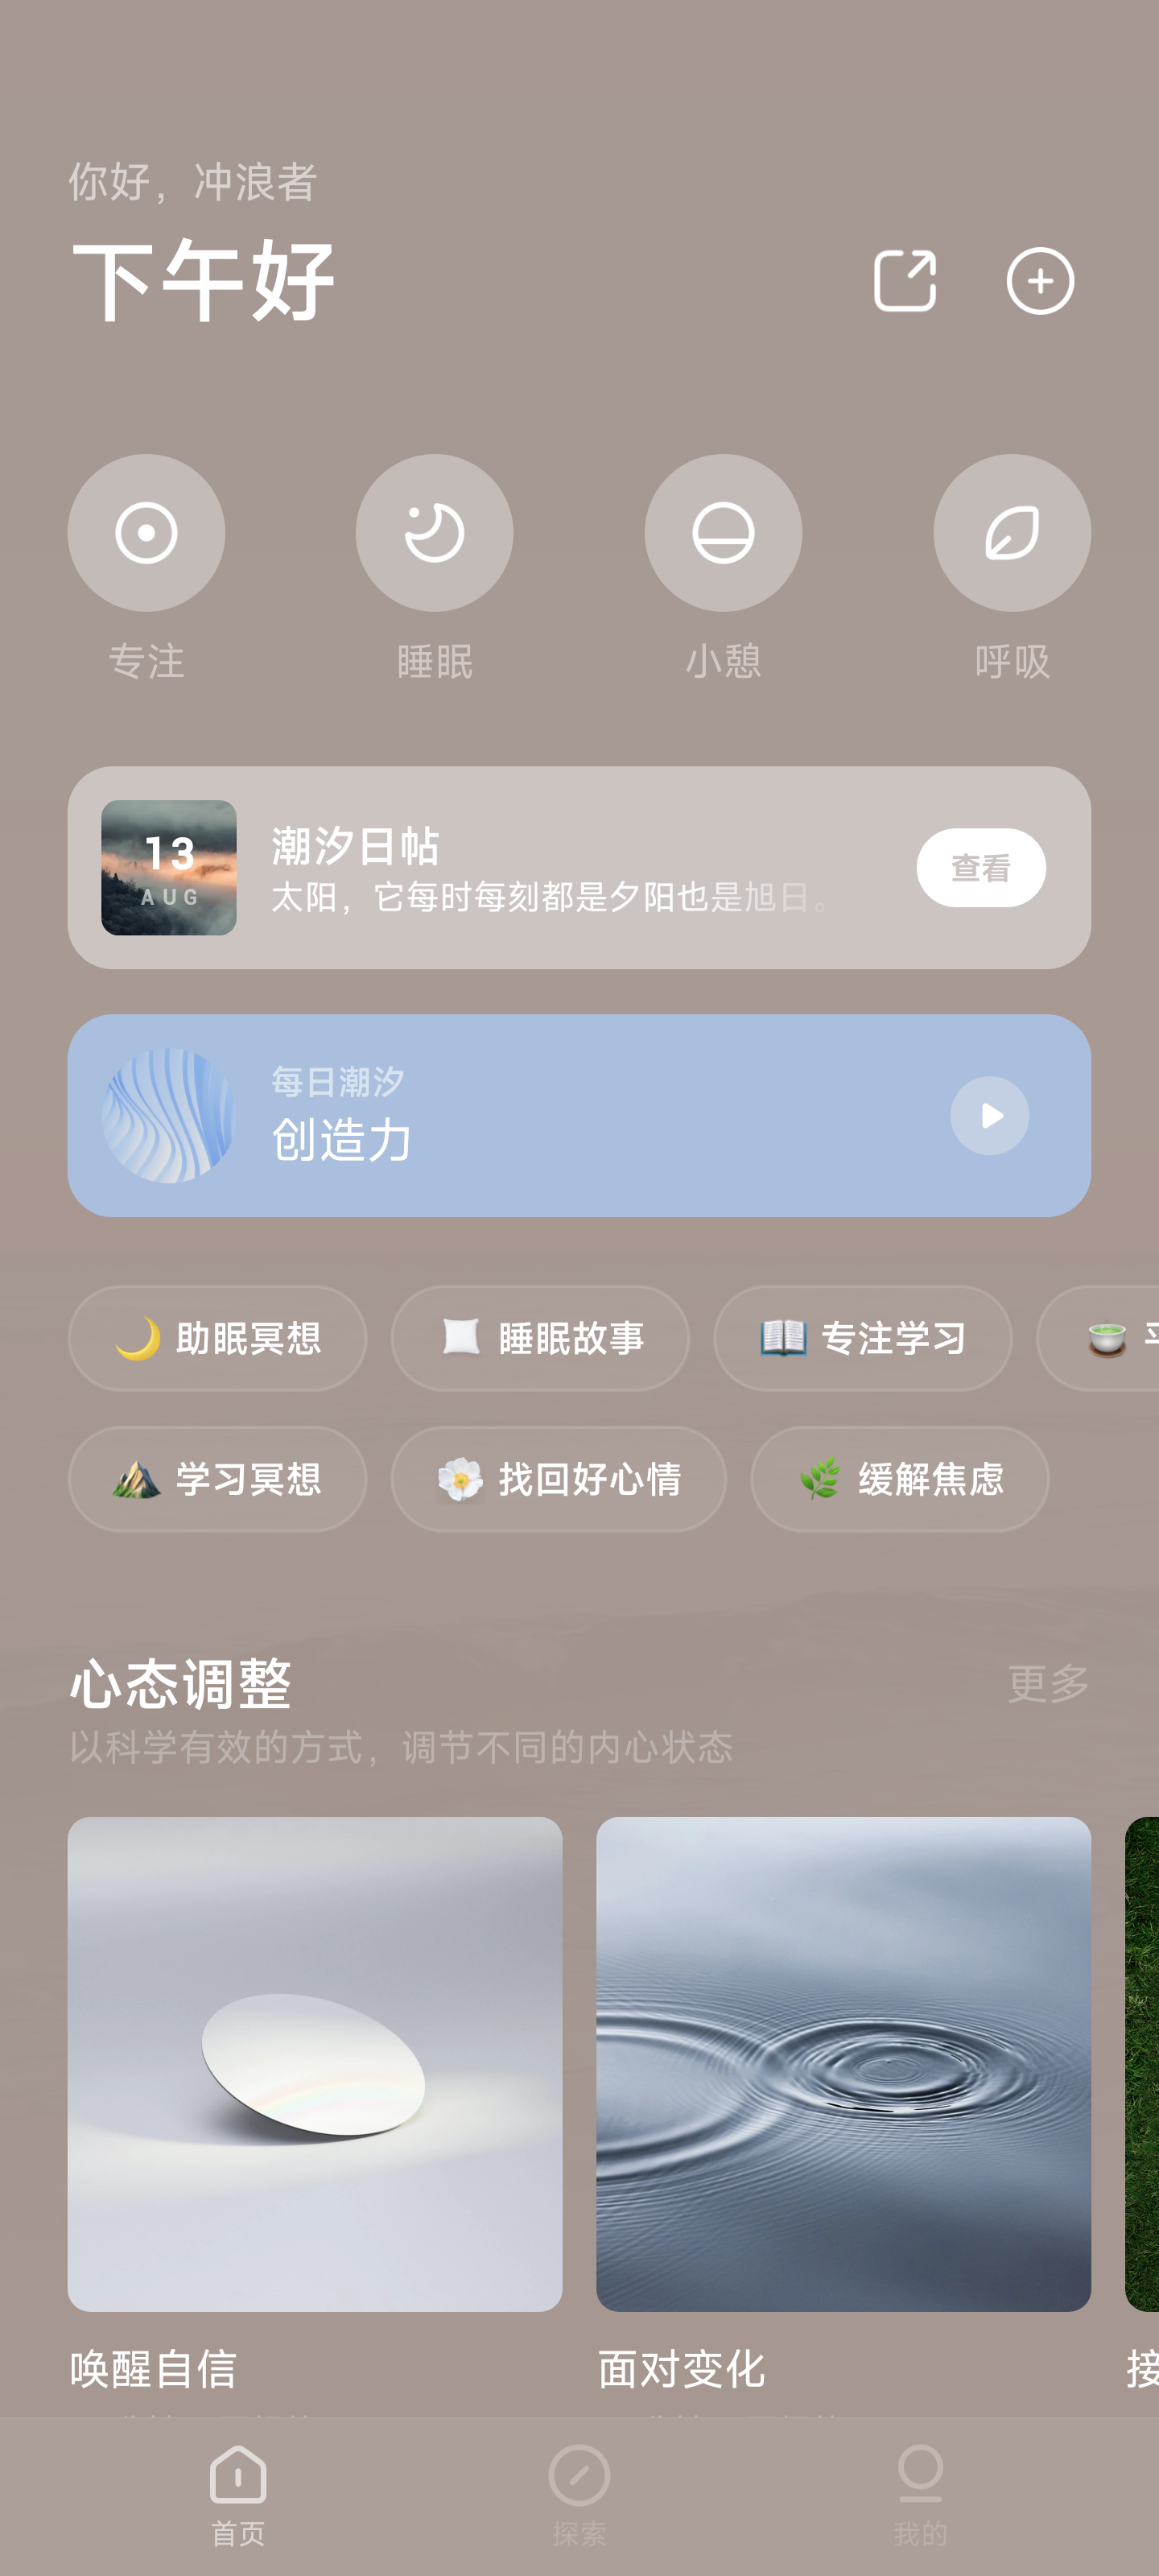 你好，冲浪者
下午好
专注
睡眠
小憩
呼吸
13
AUG
潮汐日帖
太阳，它每时每刻都是夕阳也是旭日。
查看
每日潮汐
创造力
助眠冥想
睡眠故事
专注学习
学习冥想
找回好心情
缓解焦虑
心态调整
更多
以科学有效的方式，调节不同的内心状态
唤醒自信
面对变化
接
首页
探索
我的